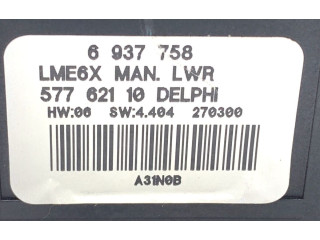 6 937 758
LME6X MAN. LWR
577 621 10 DELPHI
HW:06 SW:4.404 270300
A31N0B